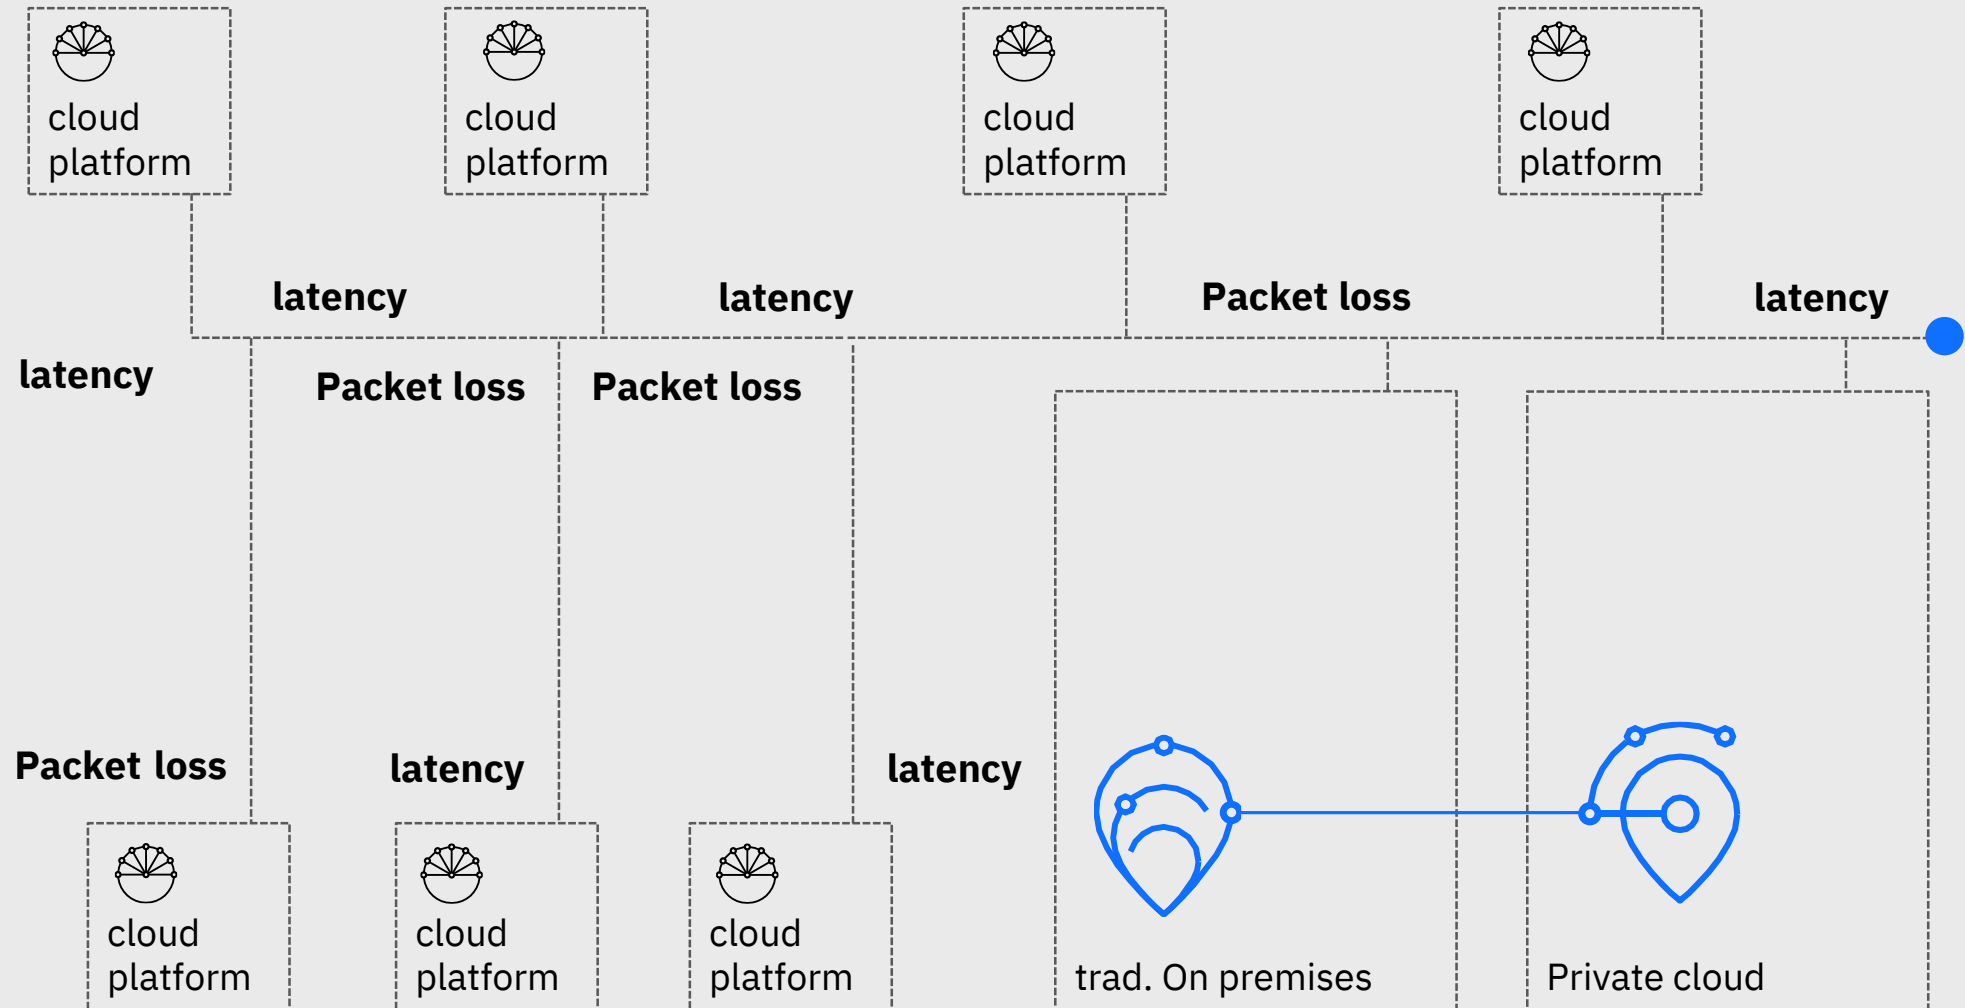 cloud
platform
cloud
platform
cloud
platform
cloud
platform
latency
latency
Packet loss
latency
latency
Packet loss
Packet loss
Packet loss
latency
latency
cloud
platform
cloud
platform
cloud
platform
trad. On premises
Private cloud